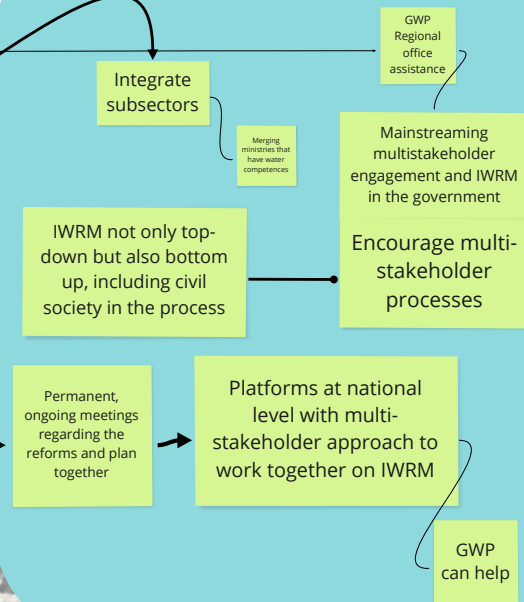 GWP
Regional
office
assistance
Integrate
subsectors
Merging
ministries that
have water
competences
Mainstreaming
multistakeholder
engagement and IWRM
in the government
IWRM not only top-
down but also bottom
up, including civil
society in the process
Encourage multi-
stakeholder
processes
Permanent,
ongoing meetings
regarding the
reforms and plan
together
Platforms at national
level with multi-
stakeholder approach to
work together on IWRM
GWP
can help